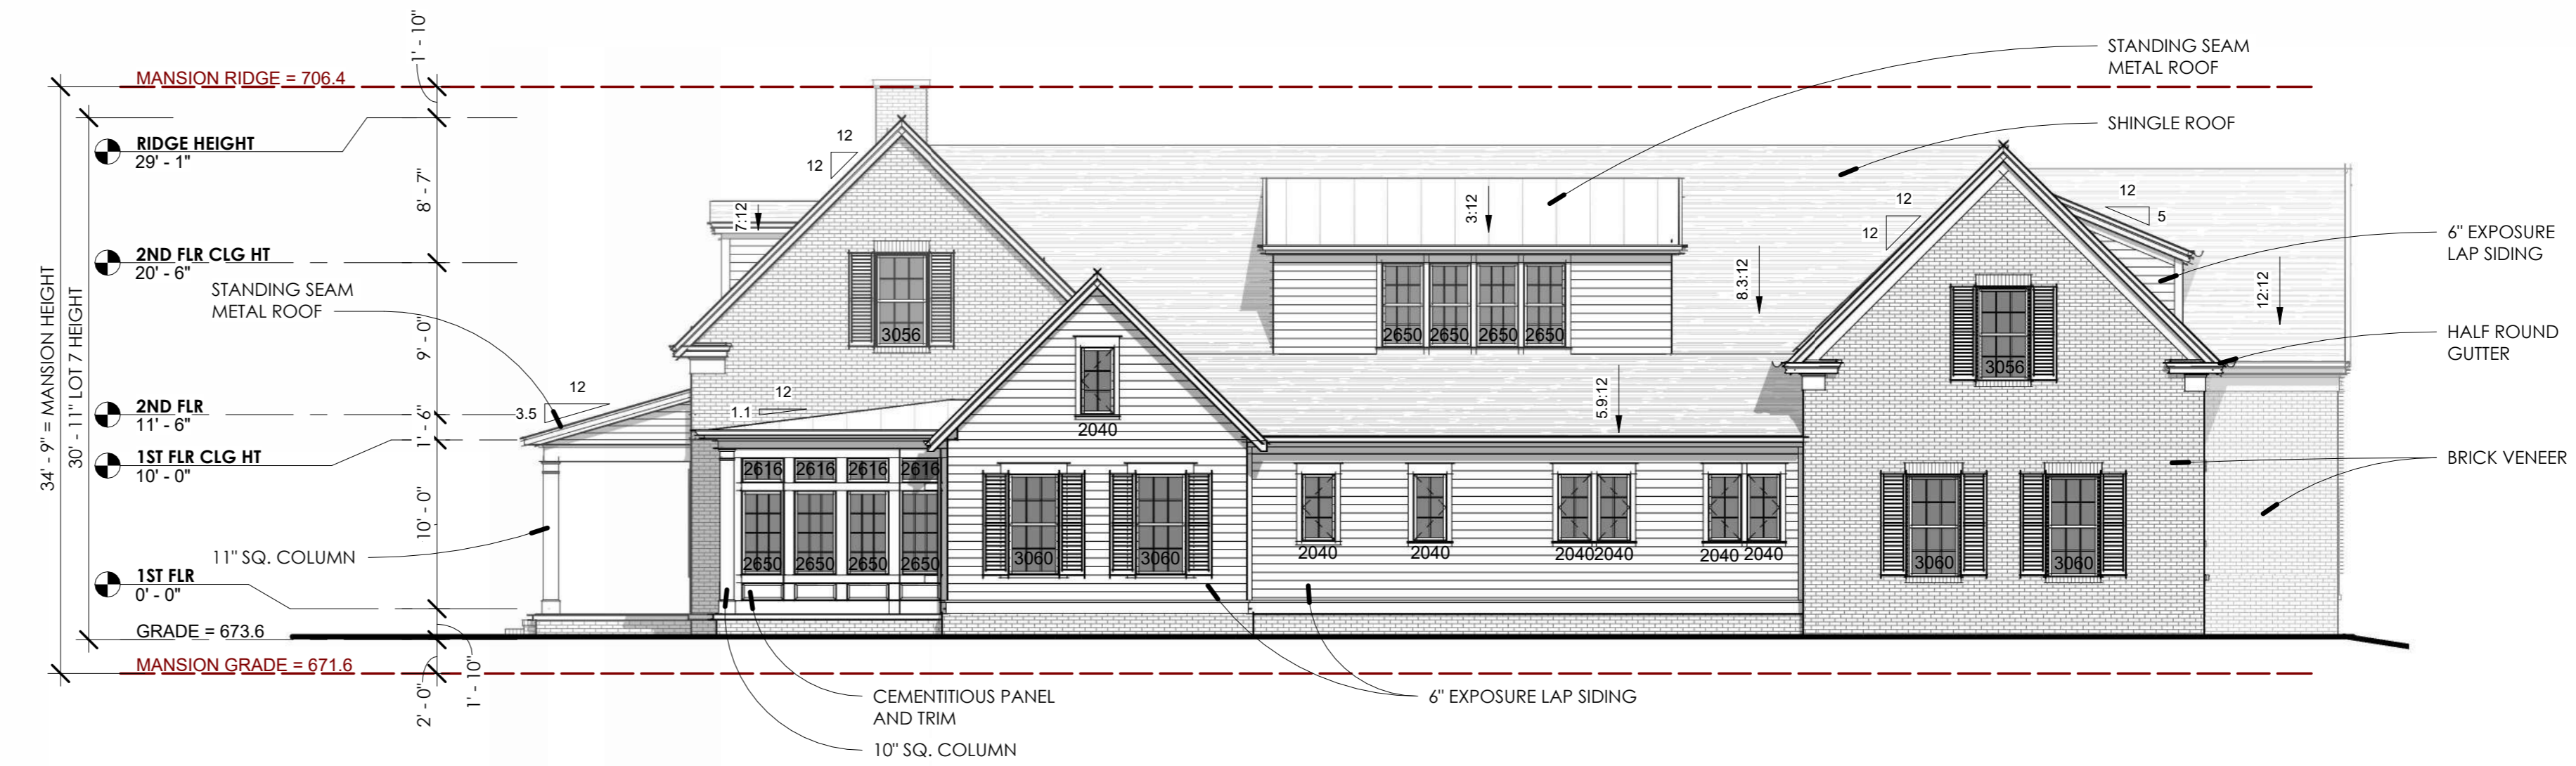 1' - 10"
STANDING SEAM
METAL ROOF
MANSION RIDGE = 706.4
SHINGLE ROOF
RIDGE HEIGHT
29' - 1"
12
12
8' - 7"
7:12
3:12
12
12
12
5
6" EXPOSURE
LAP SIDING
2ND FLR CLG HT
20' - 6"
8.3:12
12:12
STANDING SEAM
METAL ROOF
34' - 9" = MANSION HEIGHT
30' - 11" LOT 7 HEIGHT
9' - 0"
3056
2650
2650
2650
2650
HALF ROUND
GUTTER
3056
12
3.5
12
1.1
5.9:12
2ND FLR
11' - 6"
1' - 6"
2040
1ST FLR CLG HT
10' - 0"
2616
2616
2616
2616
BRICK VENEER
10' - 0"
11" SQ. COLUMN
2650
2650
2650
2650
3060
3060
2040
2040
2040
2040
2040
2040
3060
3060
1ST FLR
0' - 0"
GRADE = 673.6
MANSION GRADE = 671.6
2' - 0"
1' - 10"
CEMENTITIOUS PANEL
AND TRIM
6" EXPOSURE LAP SIDING
10" SQ. COLUMN